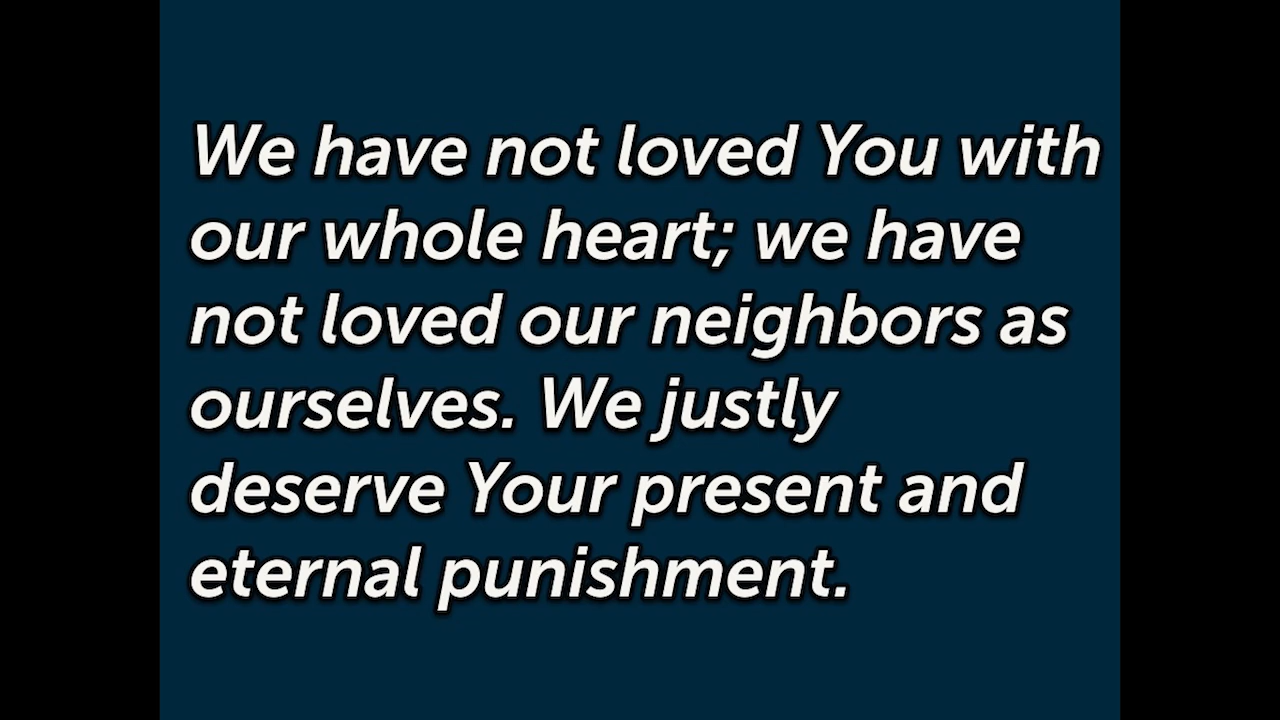 We have not loved You with
our whole heart; we have
not loved our neighbors as
ourselves. We justly
deserve Your present and
eternal punishment.